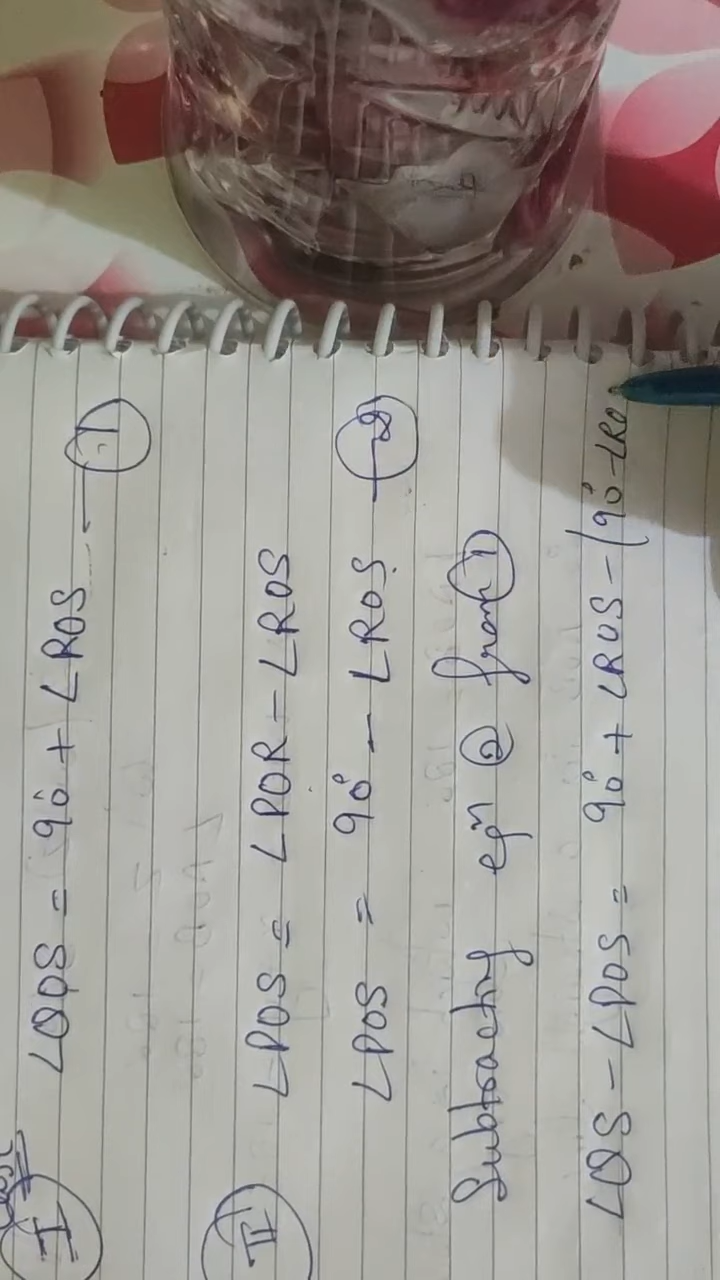 I ∠QOS = 90° + ∠ROS — 1.
II ∠POS = ∠POR - ∠ROS
∠POS = 90° - ∠ROS — 2
Subtracting eqn 2 from 1
∠QS - ∠POS = 90° + ∠ROS - (90° - ∠RO